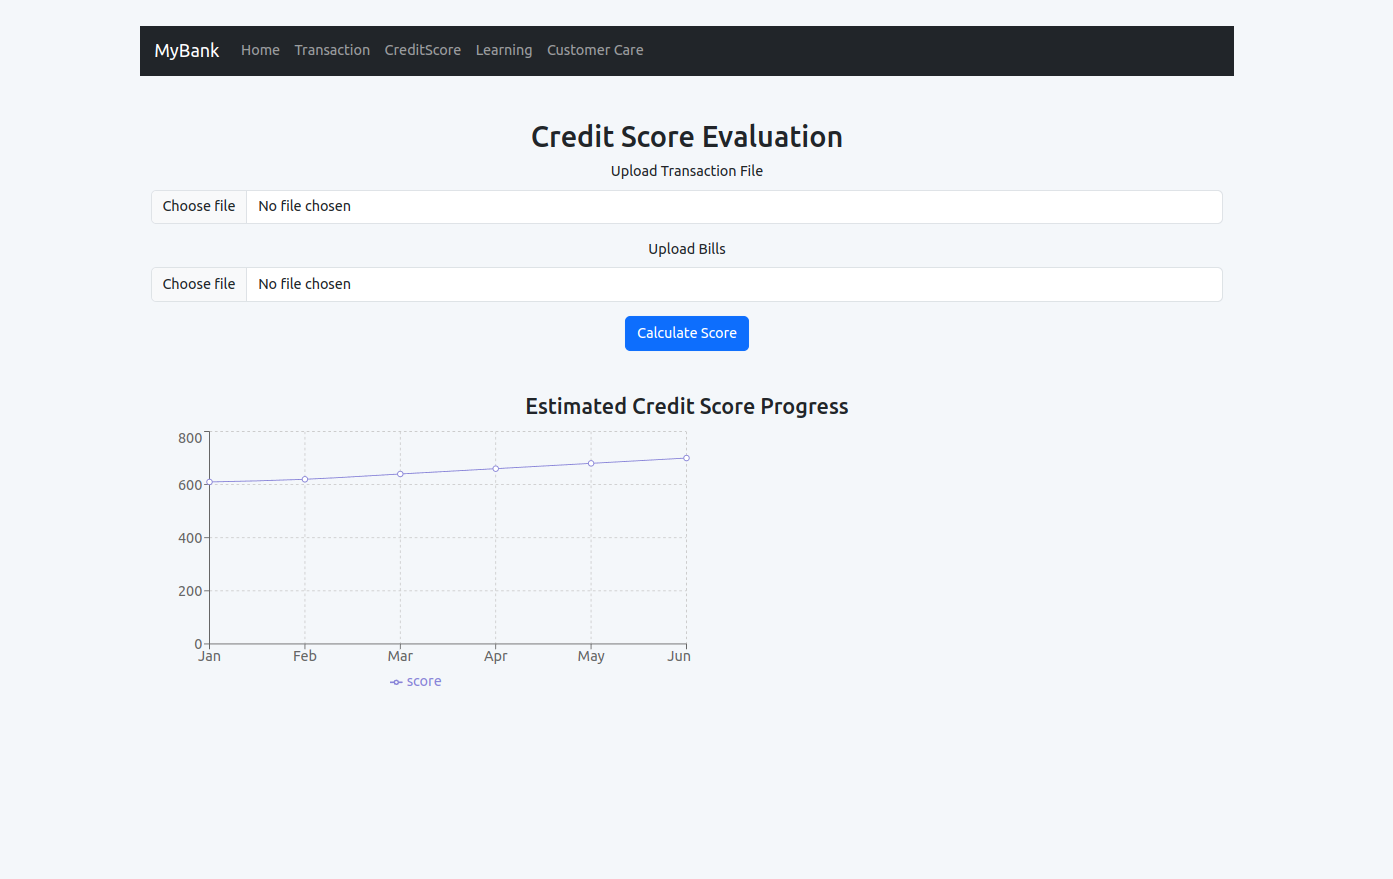 MyBank Home Transaction CreditScore Learning Customer Care
Credit Score Evaluation
Upload Transaction File
Choose file No file chosen
Upload Bills
Choose file No file chosen
Calculate Score
Estimated Credit Score Progress
800
600
400
200
0
Jan Feb Mar Apr May Jun
score